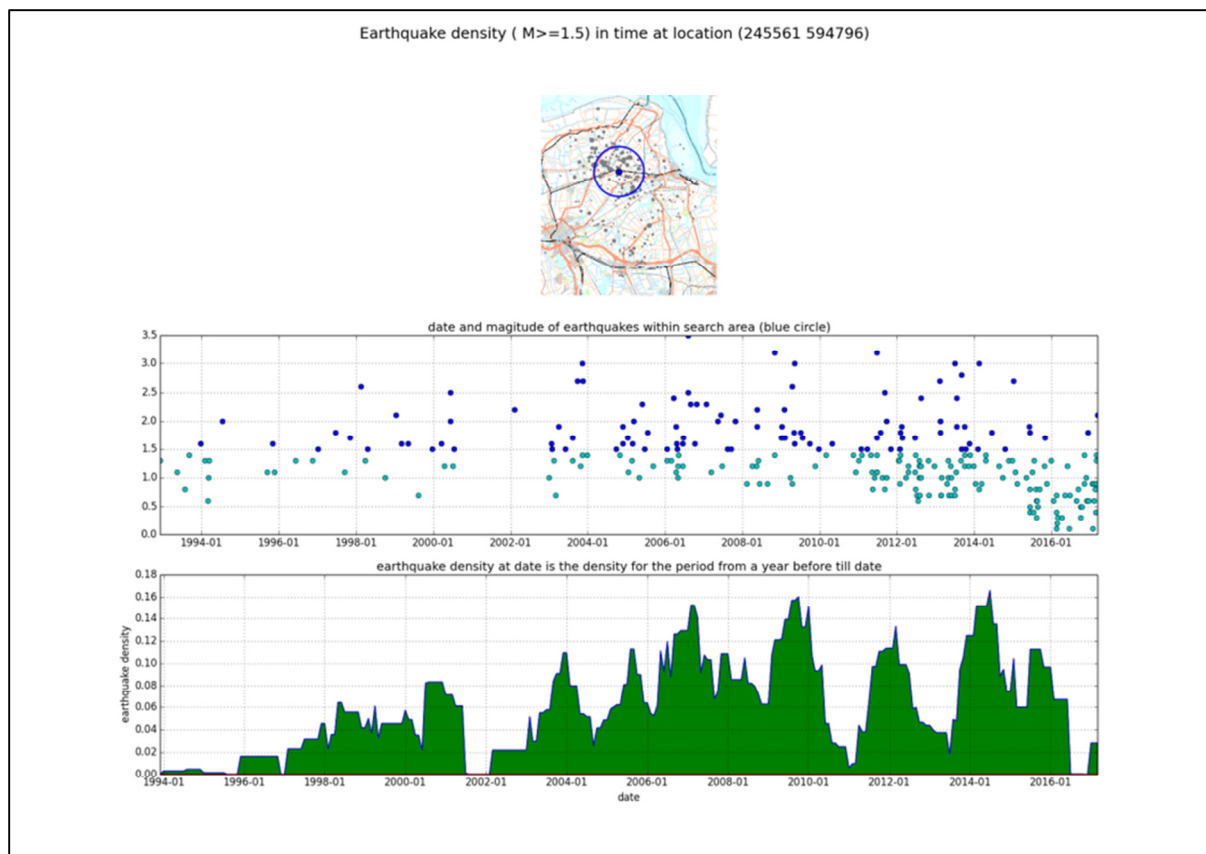 Earthquake density ( M>=1.5) in time at location (245561 594796)
date and magitude of earthquakes within search area (blue circle)
3.5
3.0
2.5
2.0
1.5
1.0
0.5
0.0
1994-01 1996-01 1998-01 2000-01 2002-01 2004-01 2006-01 2008-01 2010-01 2012-01 2014-01 2016-01
earthquake density at date is the density for the period from a year before till date
0.18
0.16
0.14
0.12
0.10
0.08
0.06
0.04
0.02
0.00
earthquake density
1994-01 1996-01 1998-01 2000-01 2002-01 2004-01 2006-01 2008-01 2010-01 2012-01 2014-01 2016-01
date